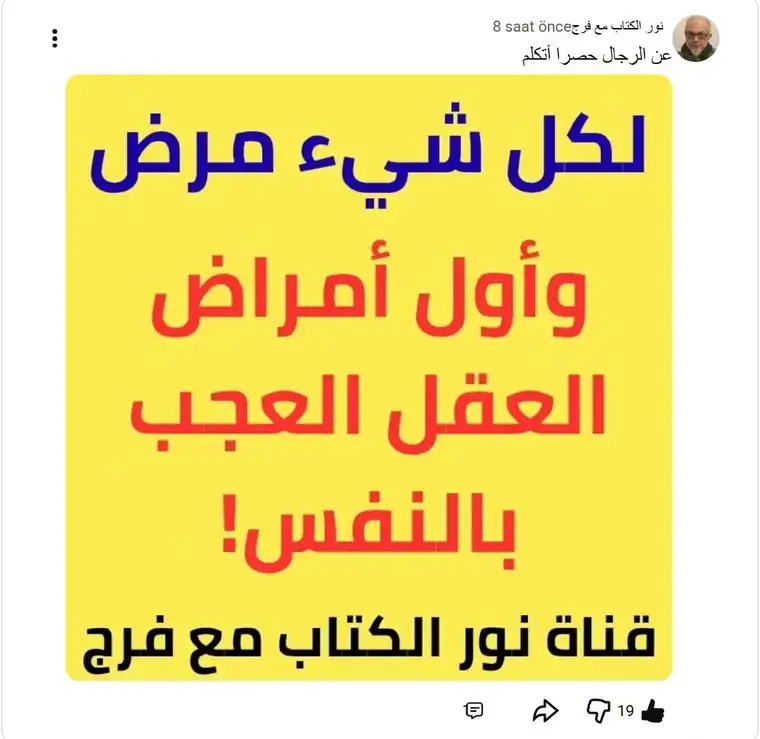 نور الكتاب مع فرج 8 saat önce
عن الرجال حصرا أتكلم
لكل شيء مرض
وأول أمراض
العقل العجب
بالنفس!
قناة نور الكتاب مع فرج
19